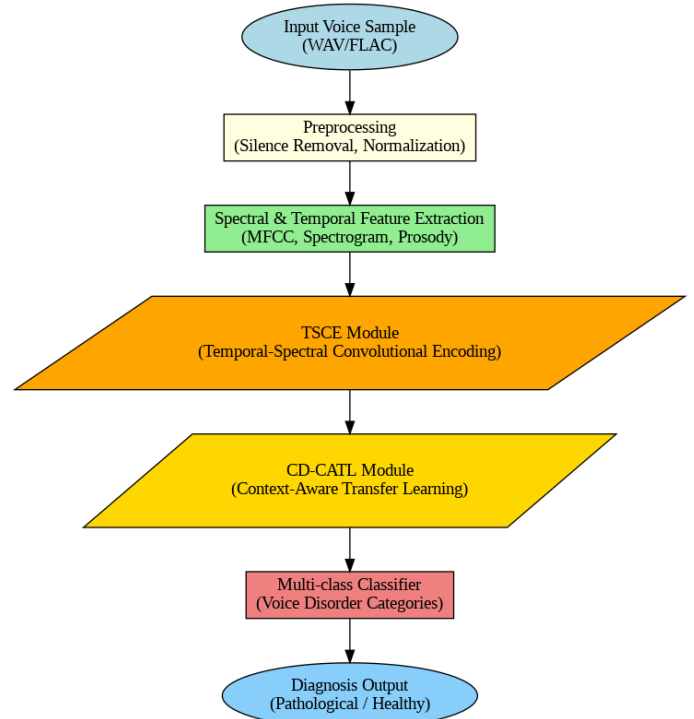 Input Voice Sample
(WAV/FLAC)
Preprocessing
(Silence Removal, Normalization)
Spectral & Temporal Feature Extraction
(MFCC, Spectrogram, Prosody)
TSCE Module
(Temporal-Spectral Convolutional Encoding)
CD-CATL Module
(Context-Aware Transfer Learning)
Multi-class Classifier
(Voice Disorder Categories)
Diagnosis Output
(Pathological / Healthy)